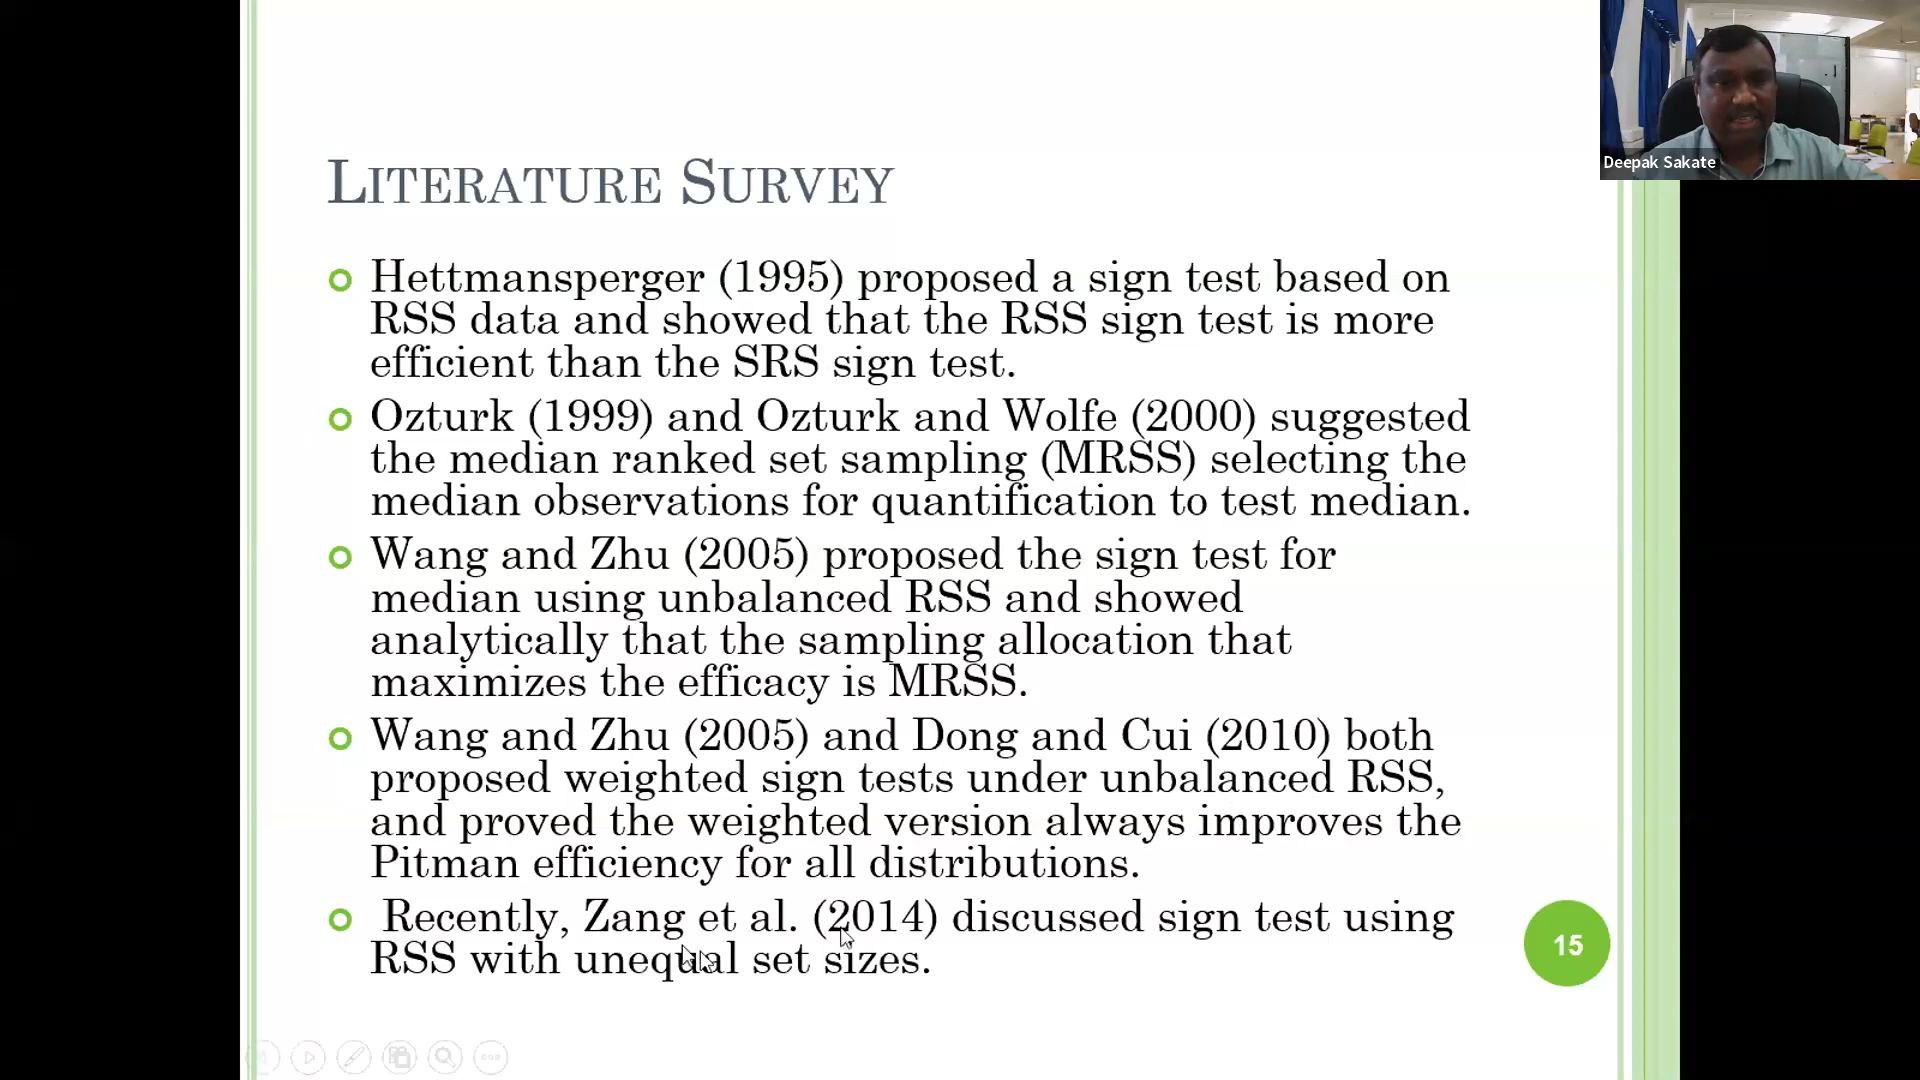 Deepak Sakate
LITERATURE SURVEY
Hettmansperger (1995) proposed a sign test based on
RSS data and showed that the RSS sign test is more
efficient than the SRS sign test.
Ozturk (1999) and Ozturk and Wolfe (2000) suggested
the median ranked set sampling (MRSS) selecting the
median observations for quantification to test median.
Wang and Zhu (2005) proposed the sign test for
median using unbalanced RSS and showed
analytically that the sampling allocation that
maximizes the efficacy is MRSS.
Wang and Zhu (2005) and Dong and Cui (2010) both
proposed weighted sign tests under unbalanced RSS,
and proved the weighted version always improves the
Pitman efficiency for all distributions.
Recently, Zang et al. (2014) discussed sign test using
RSS with unequal set sizes.
15